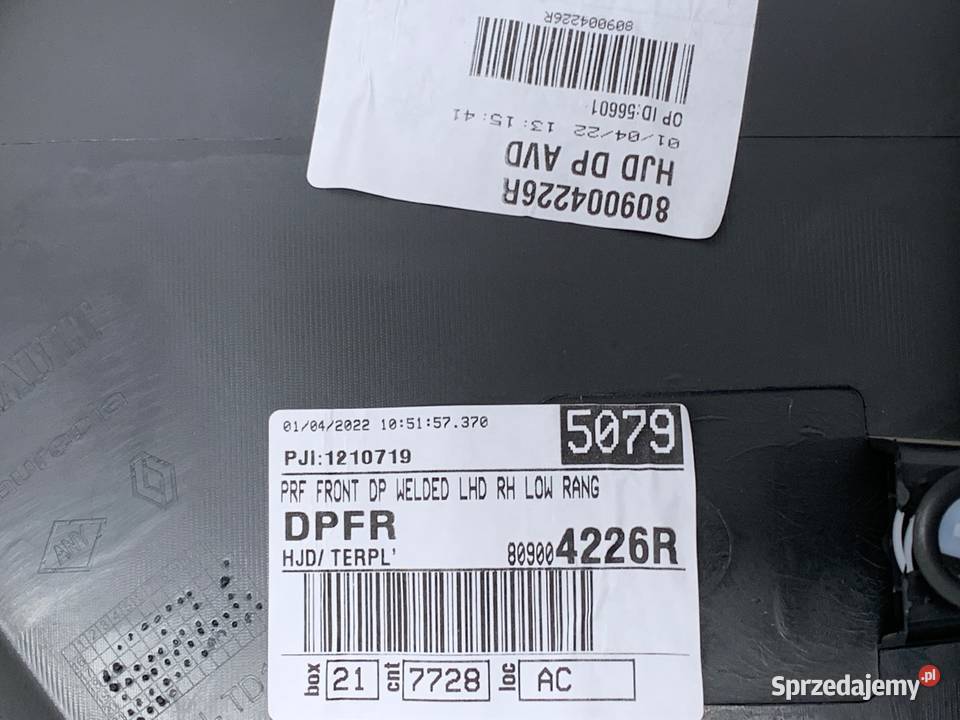 809004226R
HJD DP AVD
01/04/22 13:15:41
OP ID:56601
809004226R
01/04/2022 10:51:57.370
5079
PJI:1210719
PRF FRONT DP WELDED LHD RH LOW RANG
DPFR
HJD/ TERPL'
809004226R
box 21 cnt 7728 loc AC
ANY
Sprzedajemy.pl